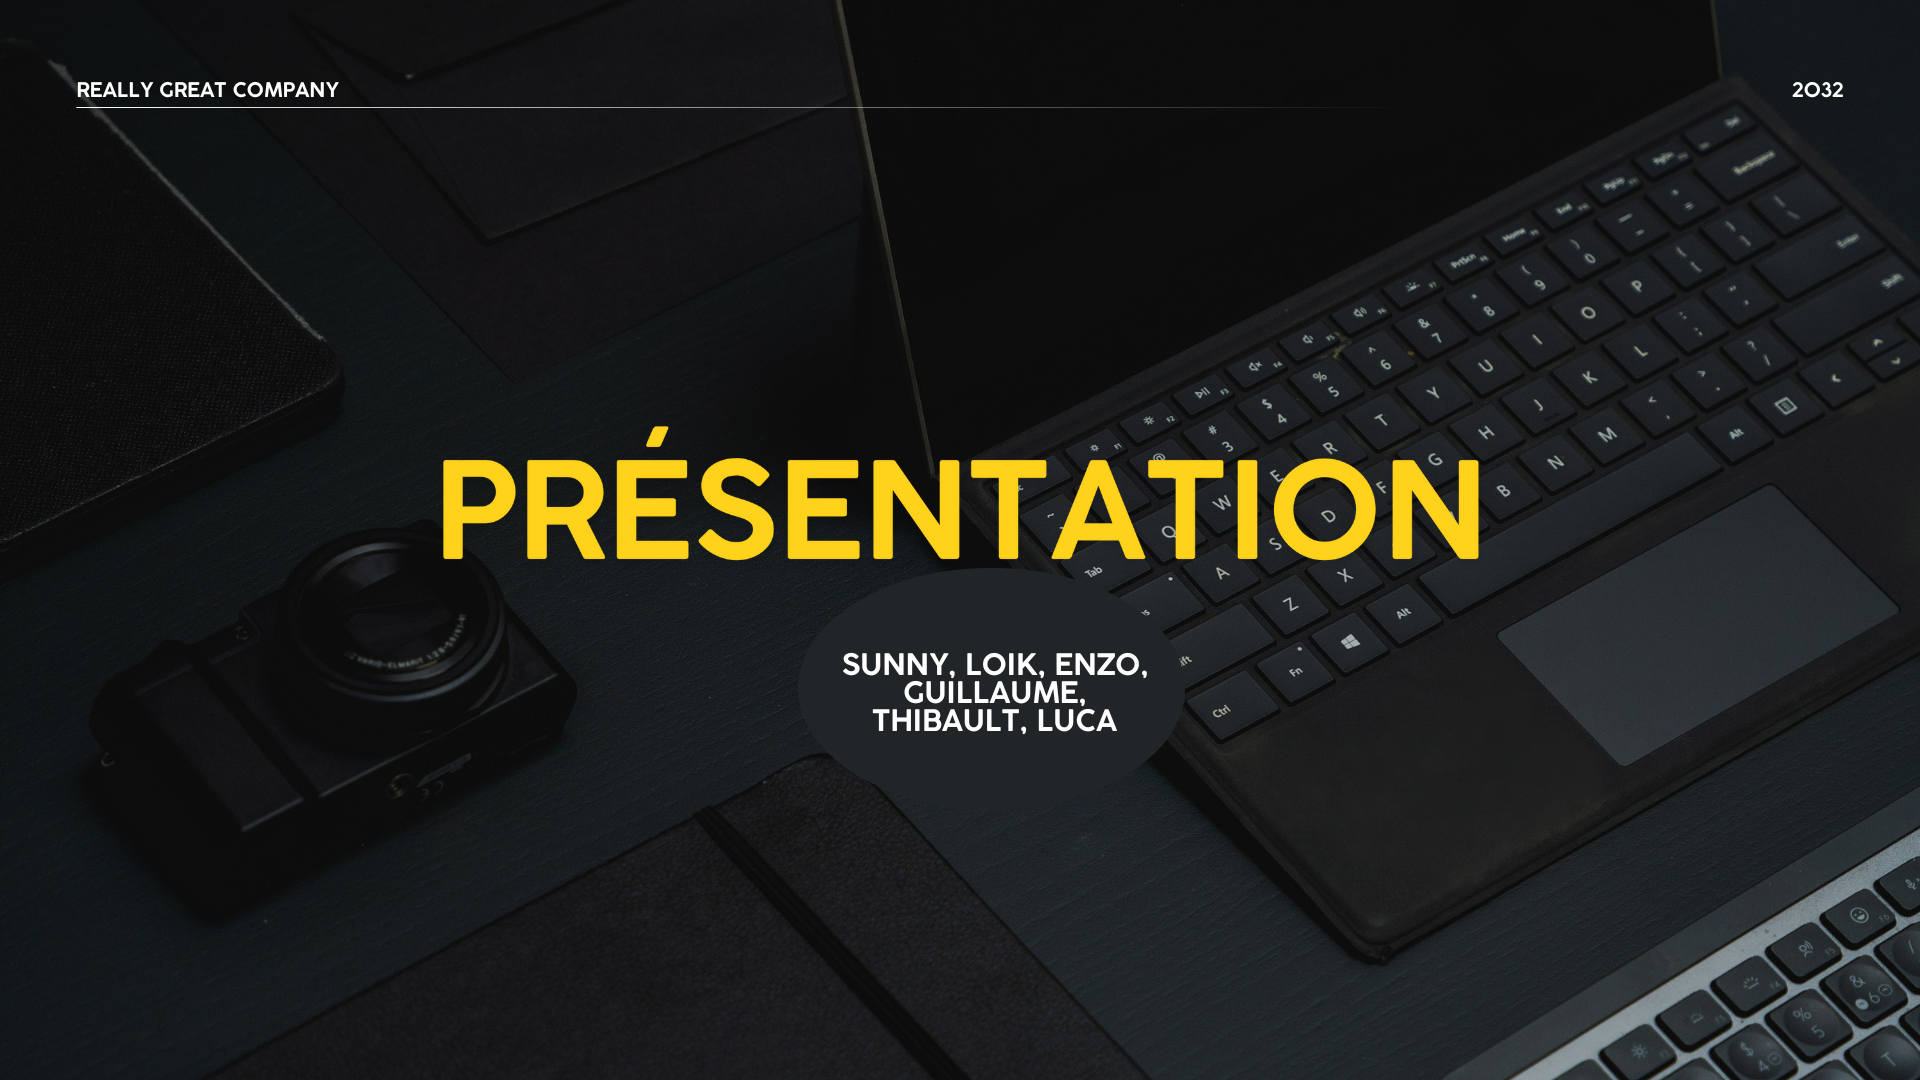 REALLY GREAT COMPANY
2032
PRÉSENTATION
SUNNY, LOIK, ENZO,
GUILLAUME,
THIBAULT, LUCA